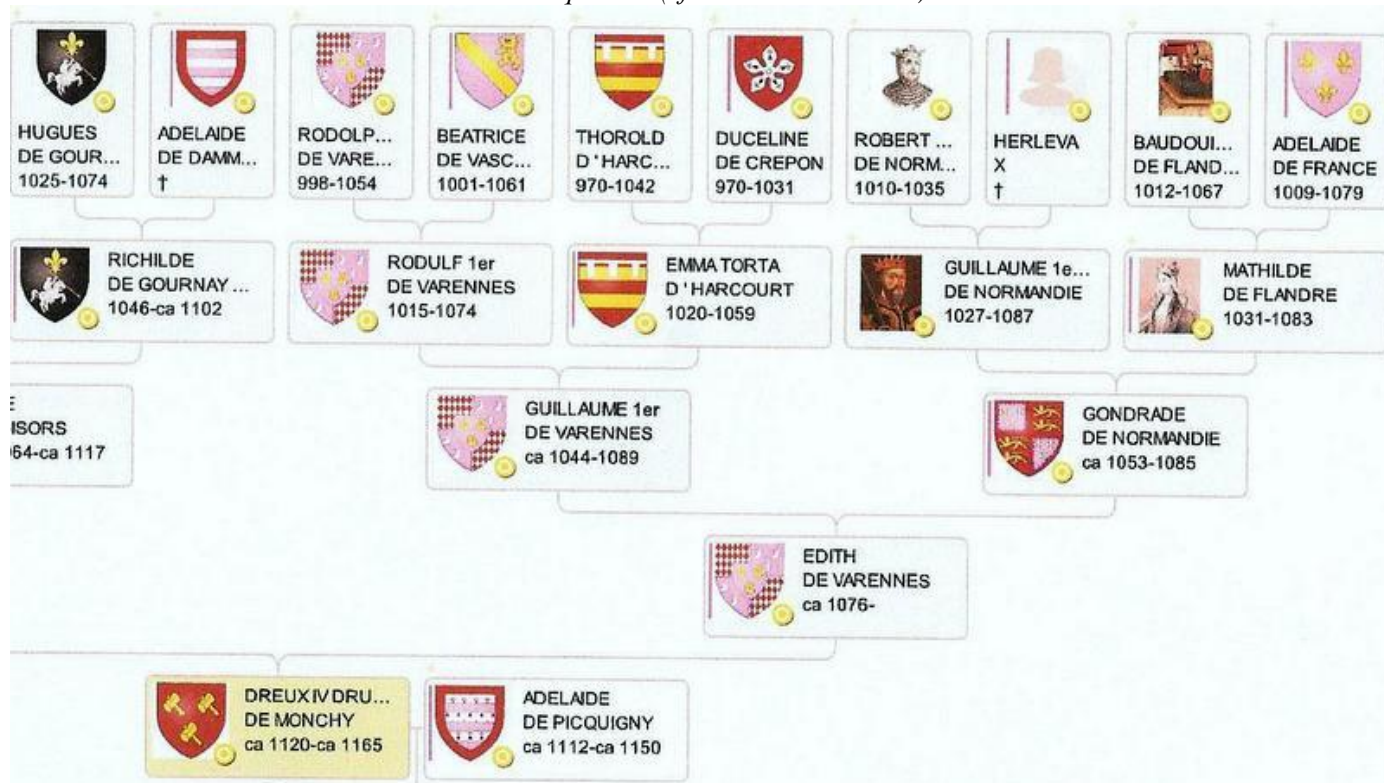 HUGUES
DE GOUR...
1025-1074
ADELAIDE
DE DAMM...
†
RODOLP...
DE VARE...
998-1054
BEATRICE
DE VASC...
1001-1061
THOROLD
D 'HARC...
970-1042
DUCELINE
DE CREPON
970-1031
ROBERT ...
DE NORM...
1010-1035
HERLEVA
X
†
BAUDOUI...
DE FLAND...
1012-1067
ADELAIDE
DE FRANCE
1009-1079
RICHILDE
DE GOURNAY ...
1046-ca 1102
RODULF 1er
DE VARENNES
1015-1074
EMMA TORTA
D 'HARCOURT
1020-1059
GUILLAUME 1e...
DE NORMANDIE
1027-1087
MATHILDE
DE FLANDRE
1031-1083
ISORS
64-ca 1117
GUILLAUME 1er
DE VARENNES
ca 1044-1089
GONDRADE
DE NORMANDIE
ca 1053-1085
EDITH
DE VARENNES
ca 1076-
DREUX IV DRU...
DE MONCHY
ca 1120-ca 1165
ADELAIDE
DE PICQUIGNY
ca 1112-ca 1150